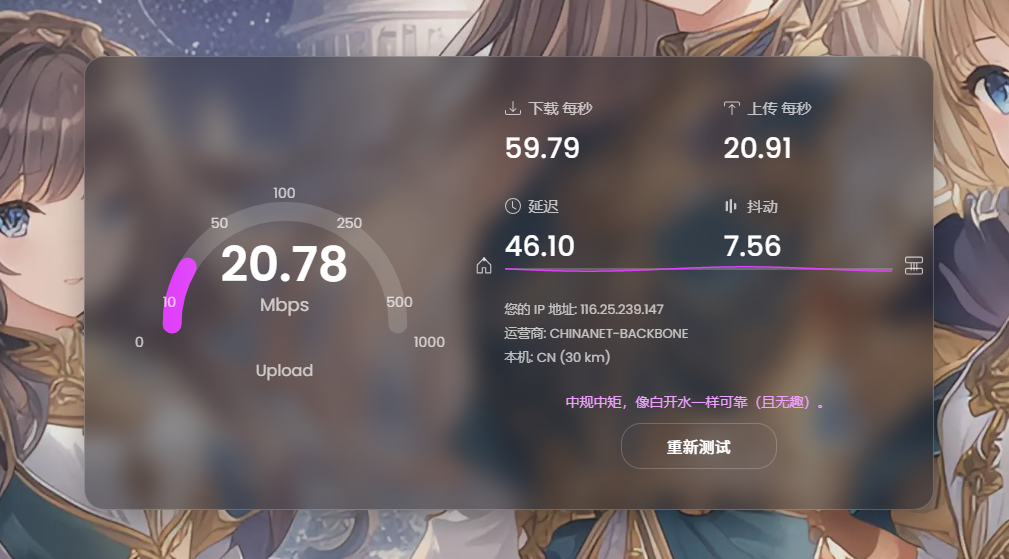 100
50
250
20.78
10
500
Mbps
0
1000
Upload
下载 每秒
上传 每秒
59.79
20.91
延迟
抖动
46.10
7.56
您的 IP 地址: 116.25.239.147
运营商: CHINANET-BACKBONE
本机: CN (30 km)
中规中矩，像白开水一样可靠（且无趣）。
重新测试